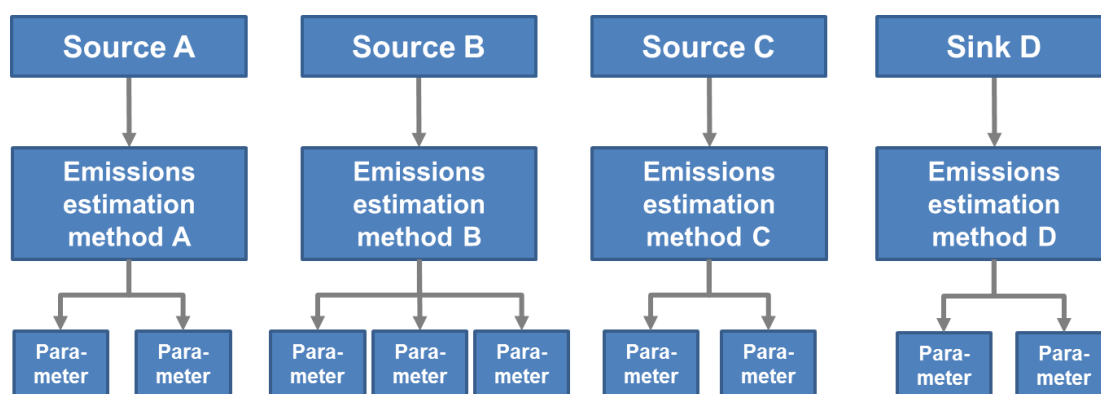 Source A
Source B
Source C
Sink D
Emissions
estimation
method A
Emissions
estimation
method B
Emissions
estimation
method C
Emissions
estimation
method D
Para-
meter
Para-
meter
Para-
meter
Para-
meter
Para-
meter
Para-
meter
Para-
meter
Para-
meter
Para-
meter